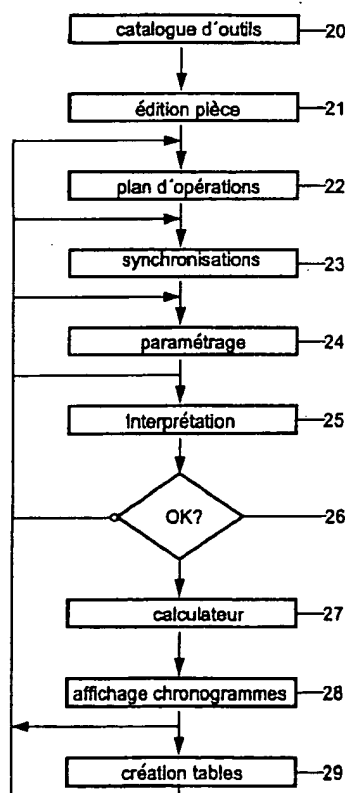 catalogue d'outils 20
édition pièce 21
plan d'opérations 22
synchronisations 23
paramétrage 24
interprétation 25
OK? 26
calculateur 27
affichage chronogrammes 28
création tables 29